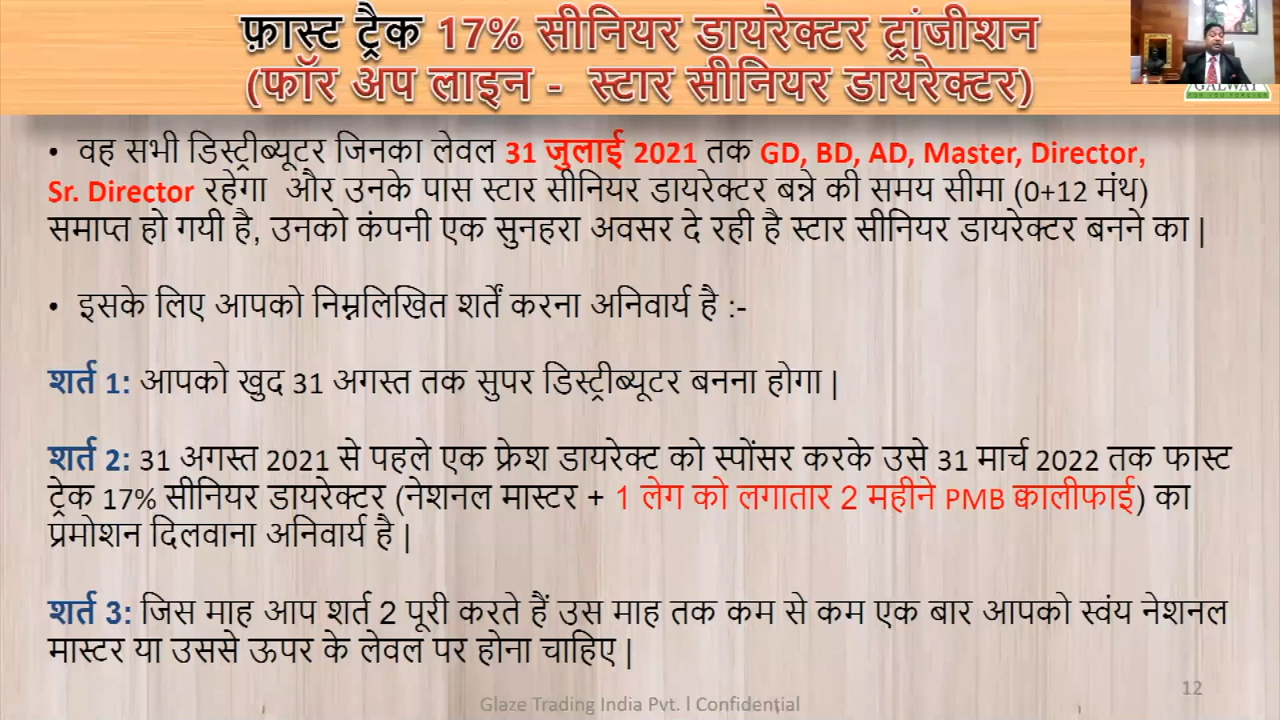 फ़ास्ट ट्रैक 17% सीनियर डायरेक्टर ट्रांजीशन
(फॉर अप लाइन - स्टार सीनियर डायरेक्टर)
GALWAY
• वह सभी डिस्ट्रीब्यूटर जिनका लेवल 31 जुलाई 2021 तक GD, BD, AD, Master, Director,
Sr. Director रहेगा और उनके पास स्टार सीनियर डायरेक्टर बन्ने की समय सीमा (0+12 मंथ)
समाप्त हो गयी है, उनको कंपनी एक सुनहरा अवसर दे रही है स्टार सीनियर डायरेक्टर बनने का |
• इसके लिए आपको निम्नलिखित शर्तें करना अनिवार्य है :-
शर्त 1: आपको खुद 31 अगस्त तक सुपर डिस्ट्रीब्यूटर बनना होगा |
शर्त 2: 31 अगस्त 2021 से पहले एक फ्रेश डायरेक्ट को स्पोंसर करके उसे 31 मार्च 2022 तक फास्ट
ट्रेक 17% सीनियर डायरेक्टर (नेशनल मास्टर + 1 लेग को लगातार 2 महीने PMB क्वालीफाई) का
प्रमोशन दिलवाना अनिवार्य है |
शर्त 3: जिस माह आप शर्त 2 पूरी करते हैं उस माह तक कम से कम एक बार आपको स्वंय नेशनल
मास्टर या उससे ऊपर के लेवल पर होना चाहिए |
12
Glaze Trading India Pvt. l Confidential